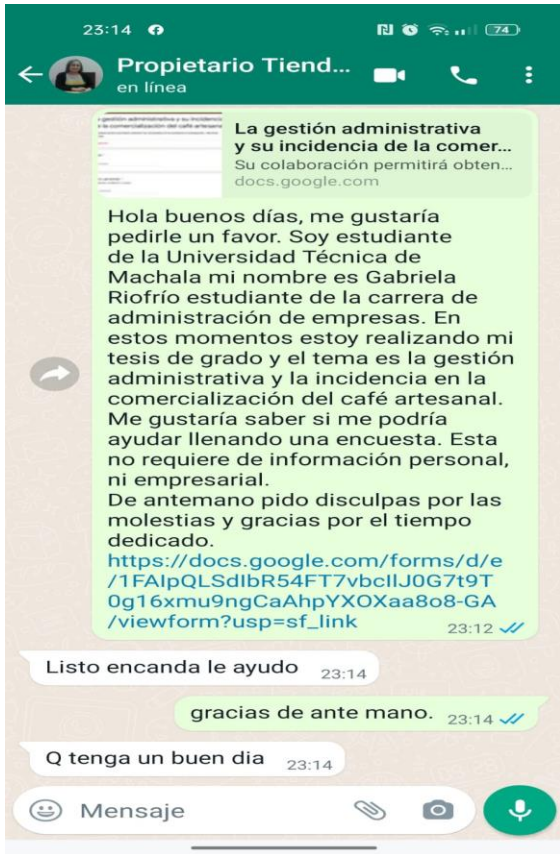 23:14
74
Propietario Tiend...
en línea
La gestión administrativa
y su incidencia de la comer...
Su colaboración permitirá obten...
docs.google.com
Hola buenos días, me gustaría
pedirle un favor. Soy estudiante
de la Universidad Técnica de
Machala mi nombre es Gabriela
Riofrío estudiante de la carrera de
administración de empresas. En
estos momentos estoy realizando mi
tesis de grado y el tema es la gestión
administrativa y la incidencia en la
comercialización del café artesanal.
Me gustaría saber si me podría
ayudar llenando una encuesta. Esta
no requiere de información personal,
ni empresarial.
De antemano pido disculpas por las
molestias y gracias por el tiempo
dedicado.
https://docs.google.com/forms/d/e
/1FAIpQLSdIbR54FT7vbcIlJ0G7t9T
0g16xmu9ngCaAhpYXOXaa8o8-GA
/viewform?usp=sf_link
23:12
Listo encanda le ayudo 23:14
gracias de ante mano. 23:14
Q tenga un buen dia 23:14
Mensaje